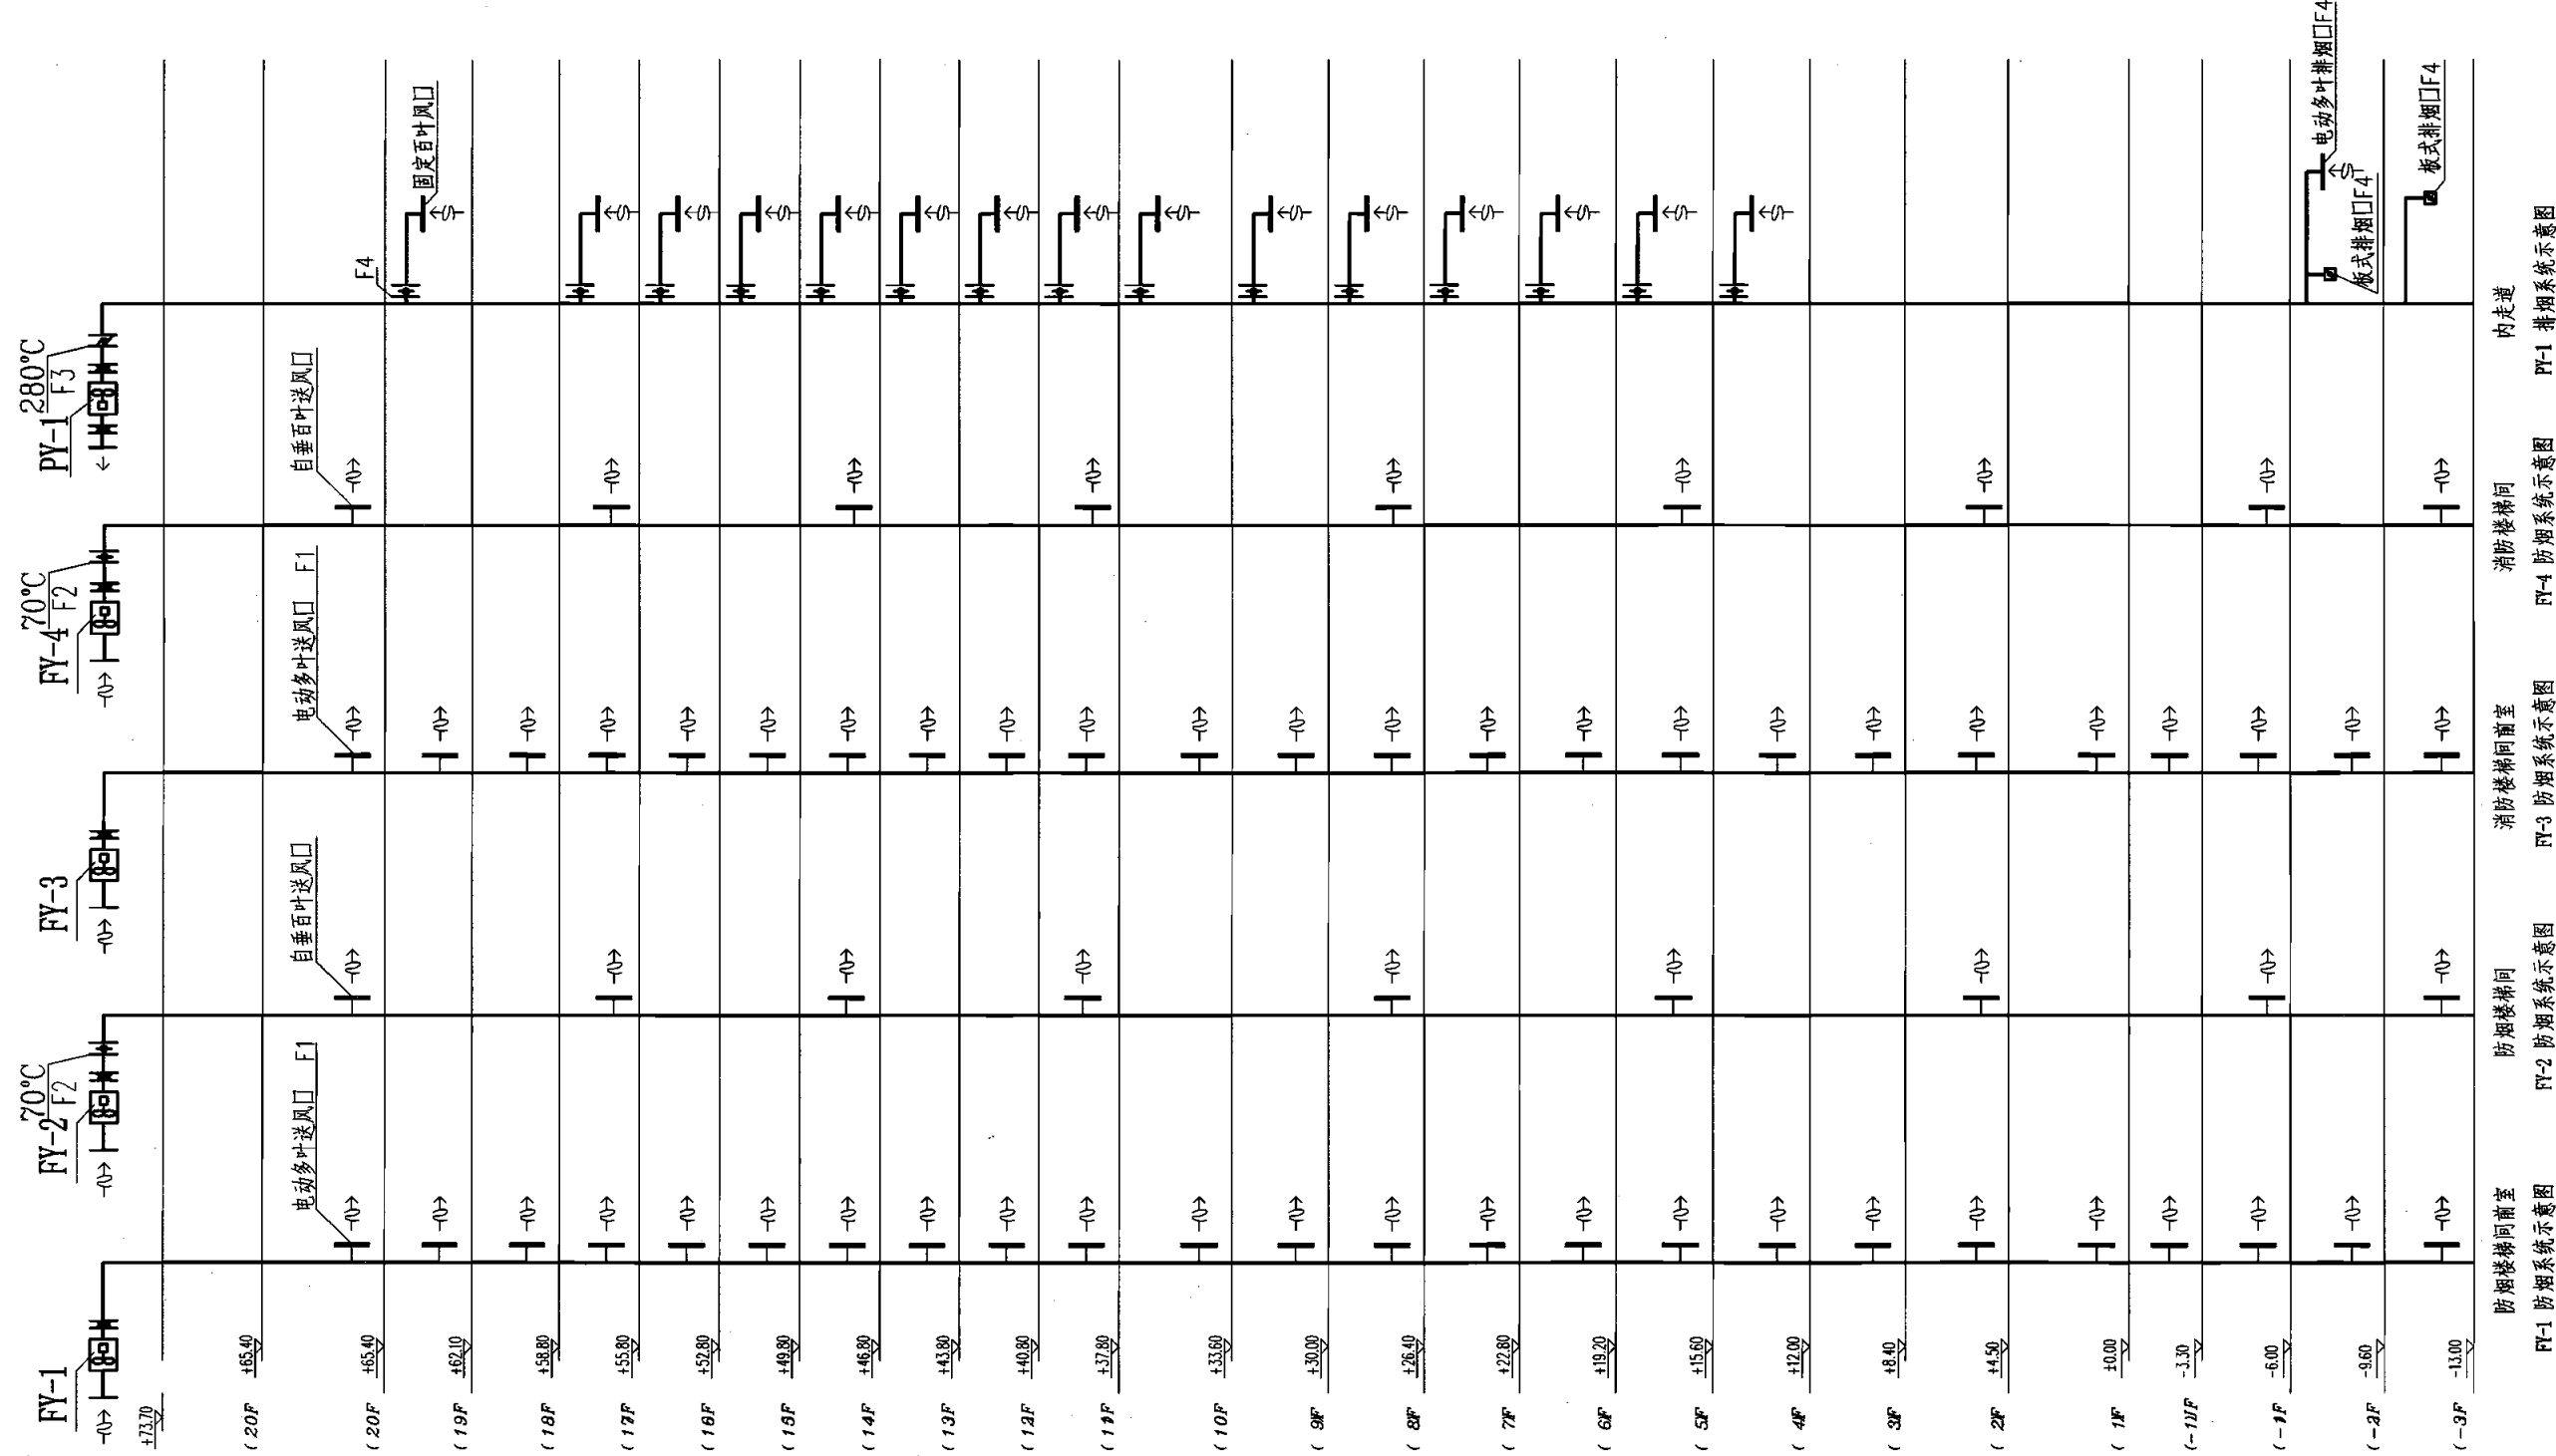 PY-1
280°C
F3
FY-4
70°C
F2
FY-3
FY-2
70°C
F2
FY-1
+73.70
自垂百叶送风口
电动多叶送风口 F1
自垂百叶送风口
电动多叶送风口 F1
F4
固定百叶风口
电动多叶排烟口F4
板式排烟口F4
板式排烟口F4
+65.40
+65.40
+62.10
+58.80
+55.80
+52.80
+49.80
+46.80
+43.80
+40.80
+37.80
+33.60
+30.00
+26.40
+22.80
+19.20
+15.60
+12.00
+8.40
+4.50
±0.00
-3.30
-6.00
-9.60
-13.00
(20F
(20F
(19F
(18F
(17F
(16F
(15F
(14F
(13F
(12F
(11F
(10F
(9F
(8F
(7F
(6F
(5F
(4F
(3F
(2F
(1F
(-1F
(-2F
(-3F
防烟楼梯间前室
FY-1 防烟系统示意图
防烟楼梯间
FY-2 防烟系统示意图
消防楼梯间前室
FY-3 防烟系统示意图
消防楼梯间
FY-4 防烟系统示意图
内走道
PY-1 排烟系统示意图